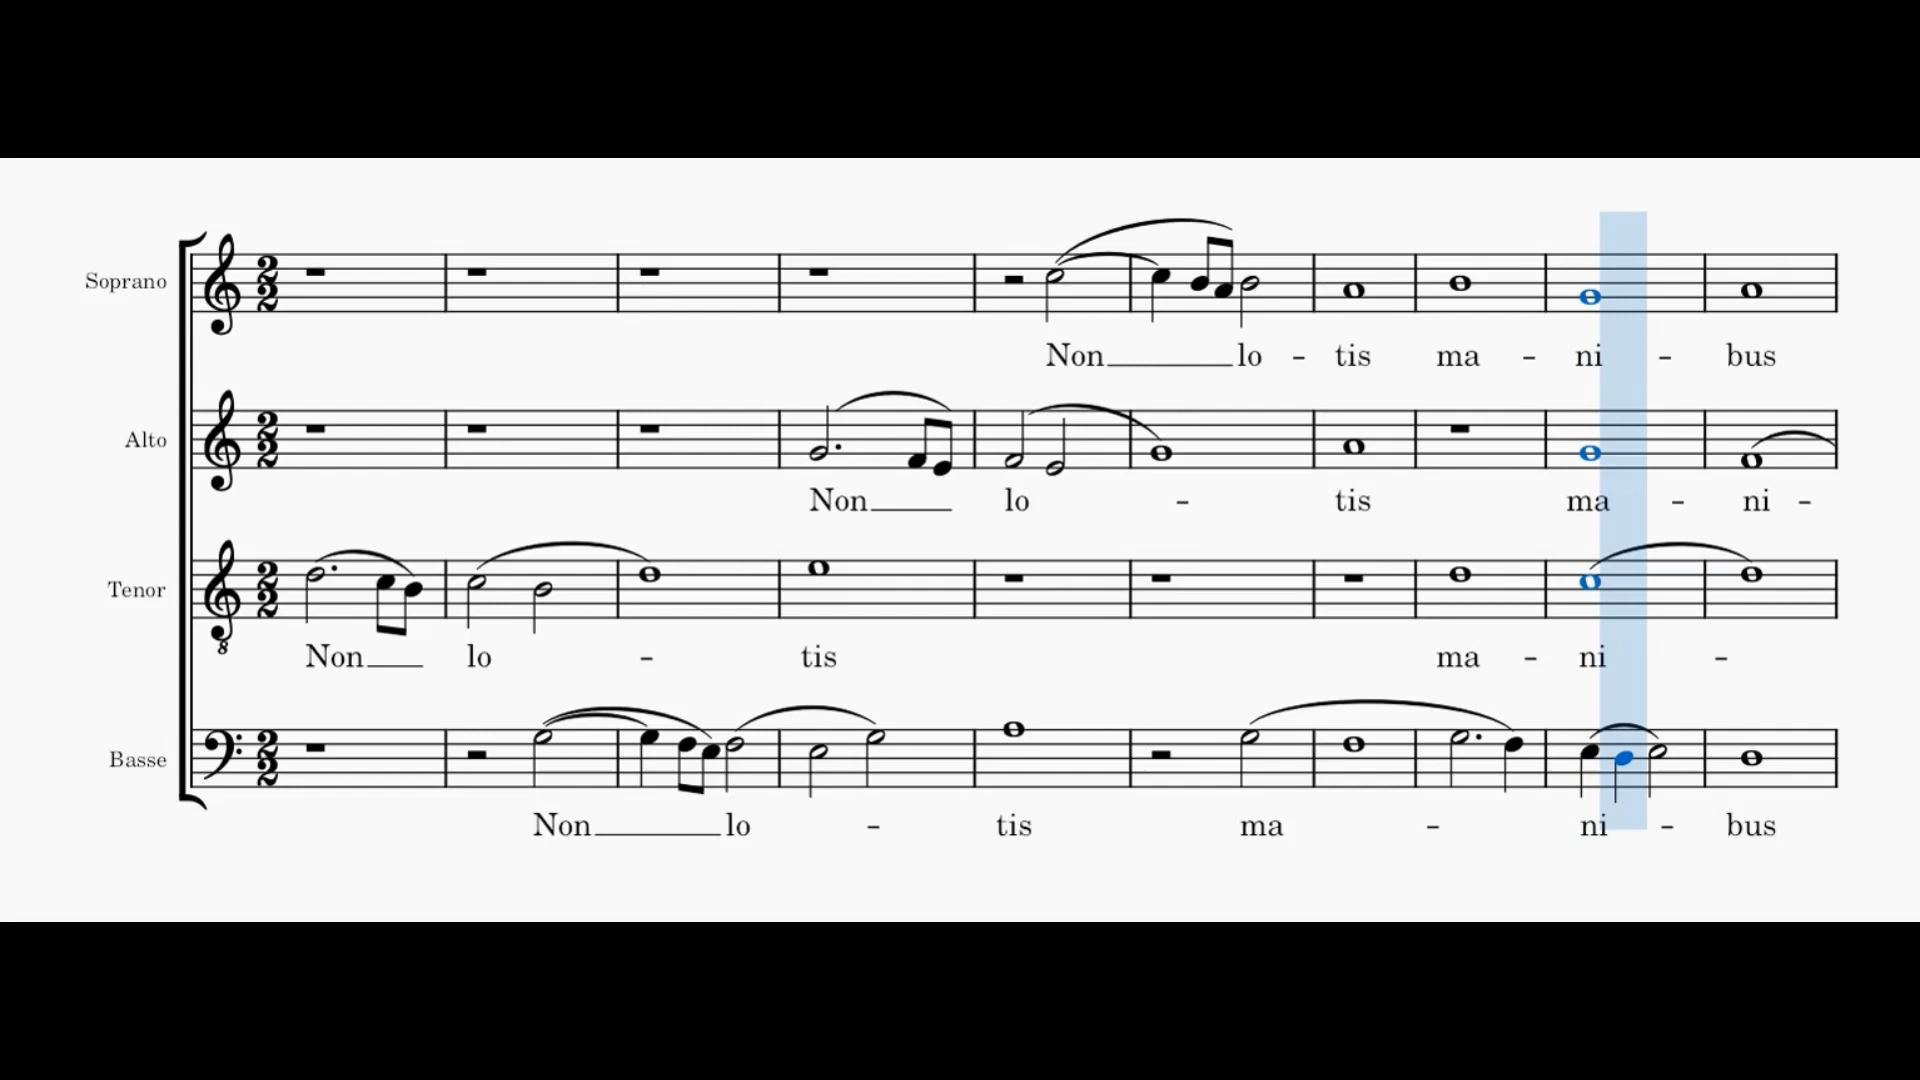 Soprano
Non lo - tis ma - ni - bus
Alto
Non lo - tis ma - ni -
Tenor
8
Non lo - tis ma - ni -
Basse
Non lo - tis ma - ni - bus